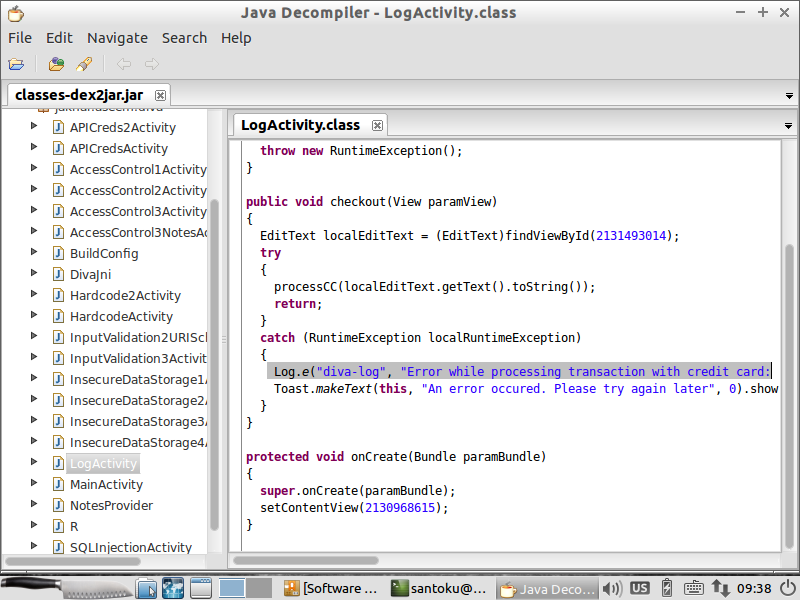 Java Decompiler - LogActivity.class
File Edit Navigate Search Help
classes-dex2jar.jar
APICreds2Activity
APICredsActivity
AccessControl1Activity
AccessControl2Activity
AccessControl3Activity
AccessControl3NotesAc
BuildConfig
DivaJni
Hardcode2Activity
HardcodeActivity
InputValidation2URISch
InputValidation3Activit
InsecureDataStorage1A
InsecureDataStorage2A
InsecureDataStorage3A
InsecureDataStorage4A
LogActivity
MainActivity
NotesProvider
R
SQLInjectionActivity
LogActivity.class
throw new RuntimeException();
}
public void checkout(View paramView)
{
EditText localEditText = (EditText)findViewById(2131493014);
try
{
processCC(localEditText.getText().toString());
return;
}
catch (RuntimeException localRuntimeException)
{
Log.e("diva-log", "Error while processing transaction with credit card:
Toast.makeText(this, "An error occured. Please try again later", 0).show
}
}
protected void onCreate(Bundle paramBundle)
{
super.onCreate(paramBundle);
setContentView(2130968615);
}
[Software ... santoku@... Java Deco... US 09:38